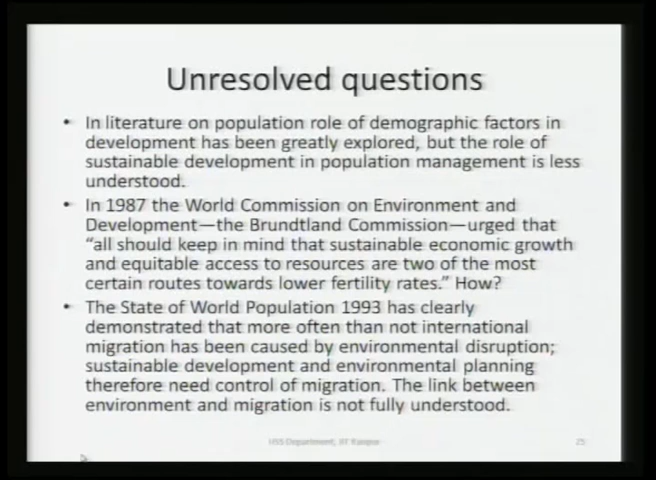 Unresolved questions
• In literature on population role of demographic factors in
development has been greatly explored, but the role of
sustainable development in population management is less
understood.
• In 1987 the World Commission on Environment and
Development—the Brundtland Commission—urged that
“all should keep in mind that sustainable economic growth
and equitable access to resources are two of the most
certain routes towards lower fertility rates.” How?
• The State of World Population 1993 has clearly
demonstrated that more often than not international
migration has been caused by environmental disruption;
sustainable development and environmental planning
therefore need control of migration. The link between
environment and migration is not fully understood.
HSS Department, IIT Kanpur
25